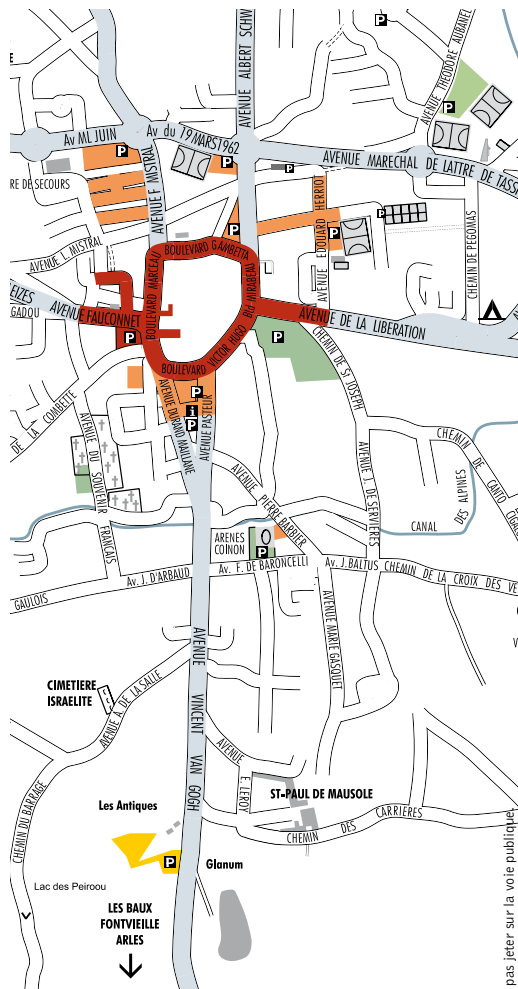 AVENUE ALBERT SCHW
P
AVENUE THEODORE AUBANEL
P
Av ML JUIN
P
Av du 19 MARS 1962
P
P
AVENUE MARECHAL DE LATTRE DE TASS
RE DE SECOURS
AVENUE F MISTRAL
AVENUE EDOUARD HERRIOT
P
P
P
CHEMIN DE PEGOMAS
AVENUE L. MISTRAL
BOULEVARD GAMBETTA
BOULEVARD MARCEAU
Bld MIRABEAU
EIZES
GADOU
AVENUE FAUCONNET
P
BOULEVARD VICTOR HUGO
AVENUE DE LA LIBERATION
P
CHEMIN DE St JOSEPH
DE LA COMBETTE
AVENUE DURAND MAILLANE
P
i
P
AVENUE PASTEUR
AVENUE DU SOUVENIR FRANCAIS
AVENUE PIERRE BARBIER
AVENUE J. DE SERVIERES
CHEMIN DE CANTO CIGA
CANAL DES ALPINES
ARENES
COÏNON
P
Av. J. D'ARBAUD
Av. F. DE BARONCELLI
Av. J.BALTUS
CHEMIN DE LA CROIX DES VE
GAULOIS
AVENUE MARIE GASQUET
V
AVENUE VINCENT VAN GOGH
CIMETIERE
ISRAELITE
AVENUE A. DE LA SALLE
AVENUE E. LEROY
ST-PAUL DE MAUSOLE
Les Antiques
CHEMIN DES CARRIERES
CHEMIN DU BARRAGE
P
Glanum
Lac des Peiroou
LES BAUX
FONTVIEILLE
ARLES
pas jeter sur la voie publique,